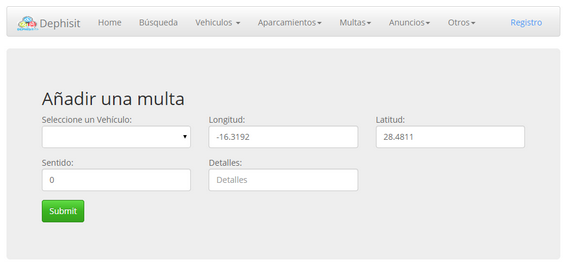 Dephisit Home Búsqueda Vehiculos Aparcamientos Multas Anuncios Otros Registro
Añadir una multa
Seleccione un Vehículo: Longitud: Latitud:
-16.3192 28.4811
Sentido: Detalles:
0 Detalles
Submit